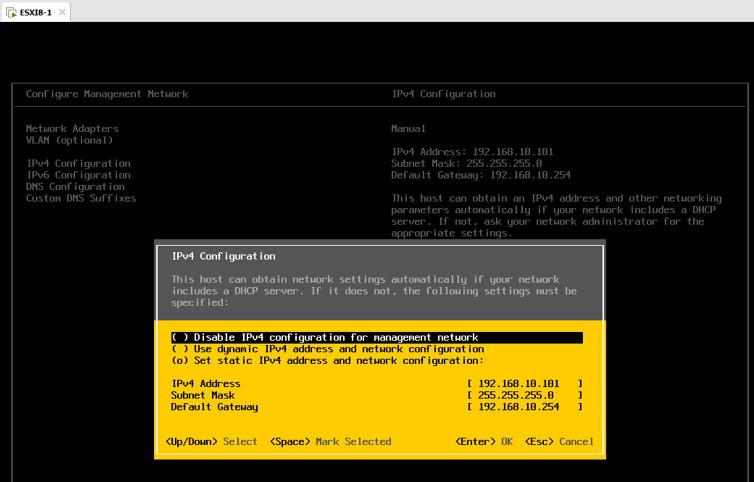 ESXI8-1
Configure Management Network
IPv4 Configuration
Network Adapters
VLAN (optional)
IPv4 Configuration
IPv6 Configuration
DNS Configuration
Custom DNS Suffixes
Manual
IPv4 Address: 192.168.10.101
Subnet Mask: 255.255.255.0
Default Gateway: 192.168.10.254
This host can obtain an IPv4 address and other networking
parameters automatically if your network includes a DHCP
server. If not, ask your network administrator for the
appropriate settings.
IPv4 Configuration
This host can obtain network settings automatically if your network
includes a DHCP server. If it does not, the following settings must be
specified:
( ) Disable IPv4 configuration for management network
( ) Use dynamic IPv4 address and network configuration
(o) Set static IPv4 address and network configuration:
IPv4 Address [ 192.168.10.101 ]
Subnet Mask [ 255.255.255.0 ]
Default Gateway [ 192.168.10.254 ]
<Up/Down> Select <Space> Mark Selected <Enter> OK <Esc> Cancel